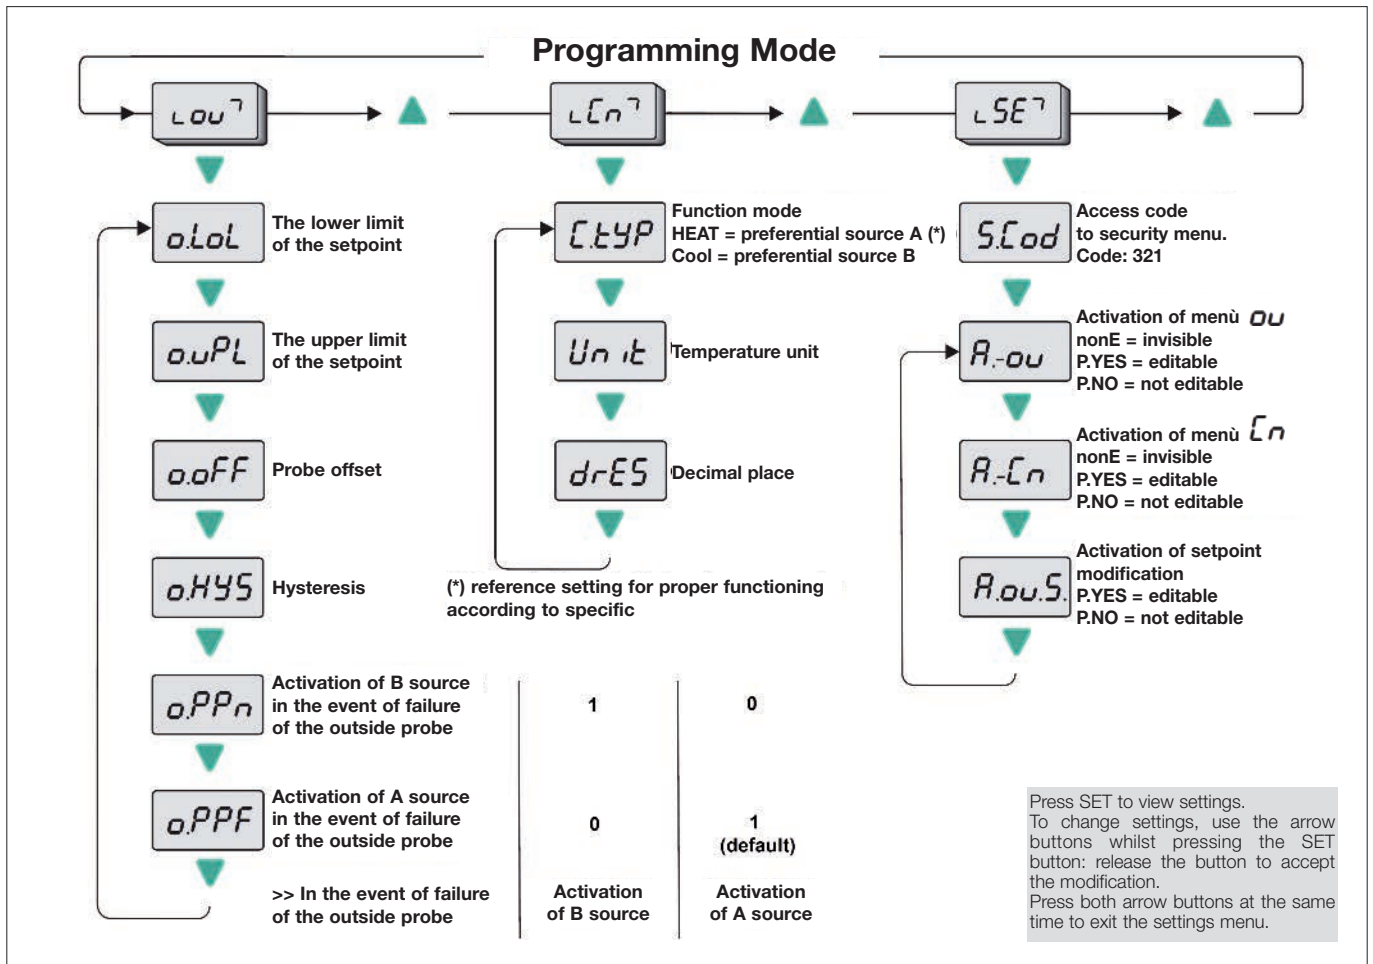 Programming Mode
ou
Cn
SE
o.LoL
The lower limit
of the setpoint
o.uPL
The upper limit
of the setpoint
o.oFF
Probe offset
o.HYS
Hysteresis
o.PPn
Activation of B source
in the event of failure
of the outside probe
1
0
o.PPF
Activation of A source
in the event of failure
of the outside probe
0
1
(default)
>> In the event of failure
of the outside probe
Activation
of B source
Activation
of A source
C.tYP
Function mode
HEAT = preferential source A (*)
Cool = preferential source B
Unit
Temperature unit
drES
Decimal place
(*) reference setting for proper functioning
according to specific
S.Cod
Access code
to security menu.
Code: 321
A.-ou
Activation of menù ou
nonE = invisible
P.YES = editable
P.NO = not editable
A.-Cn
Activation of menù Cn
nonE = invisible
P.YES = editable
P.NO = not editable
A.ou.S.
Activation of setpoint
modification
P.YES = editable
P.NO = not editable
Press SET to view settings.
To change settings, use the arrow
buttons whilst pressing the SET
button: release the button to accept
the modification.
Press both arrow buttons at the same
time to exit the settings menu.